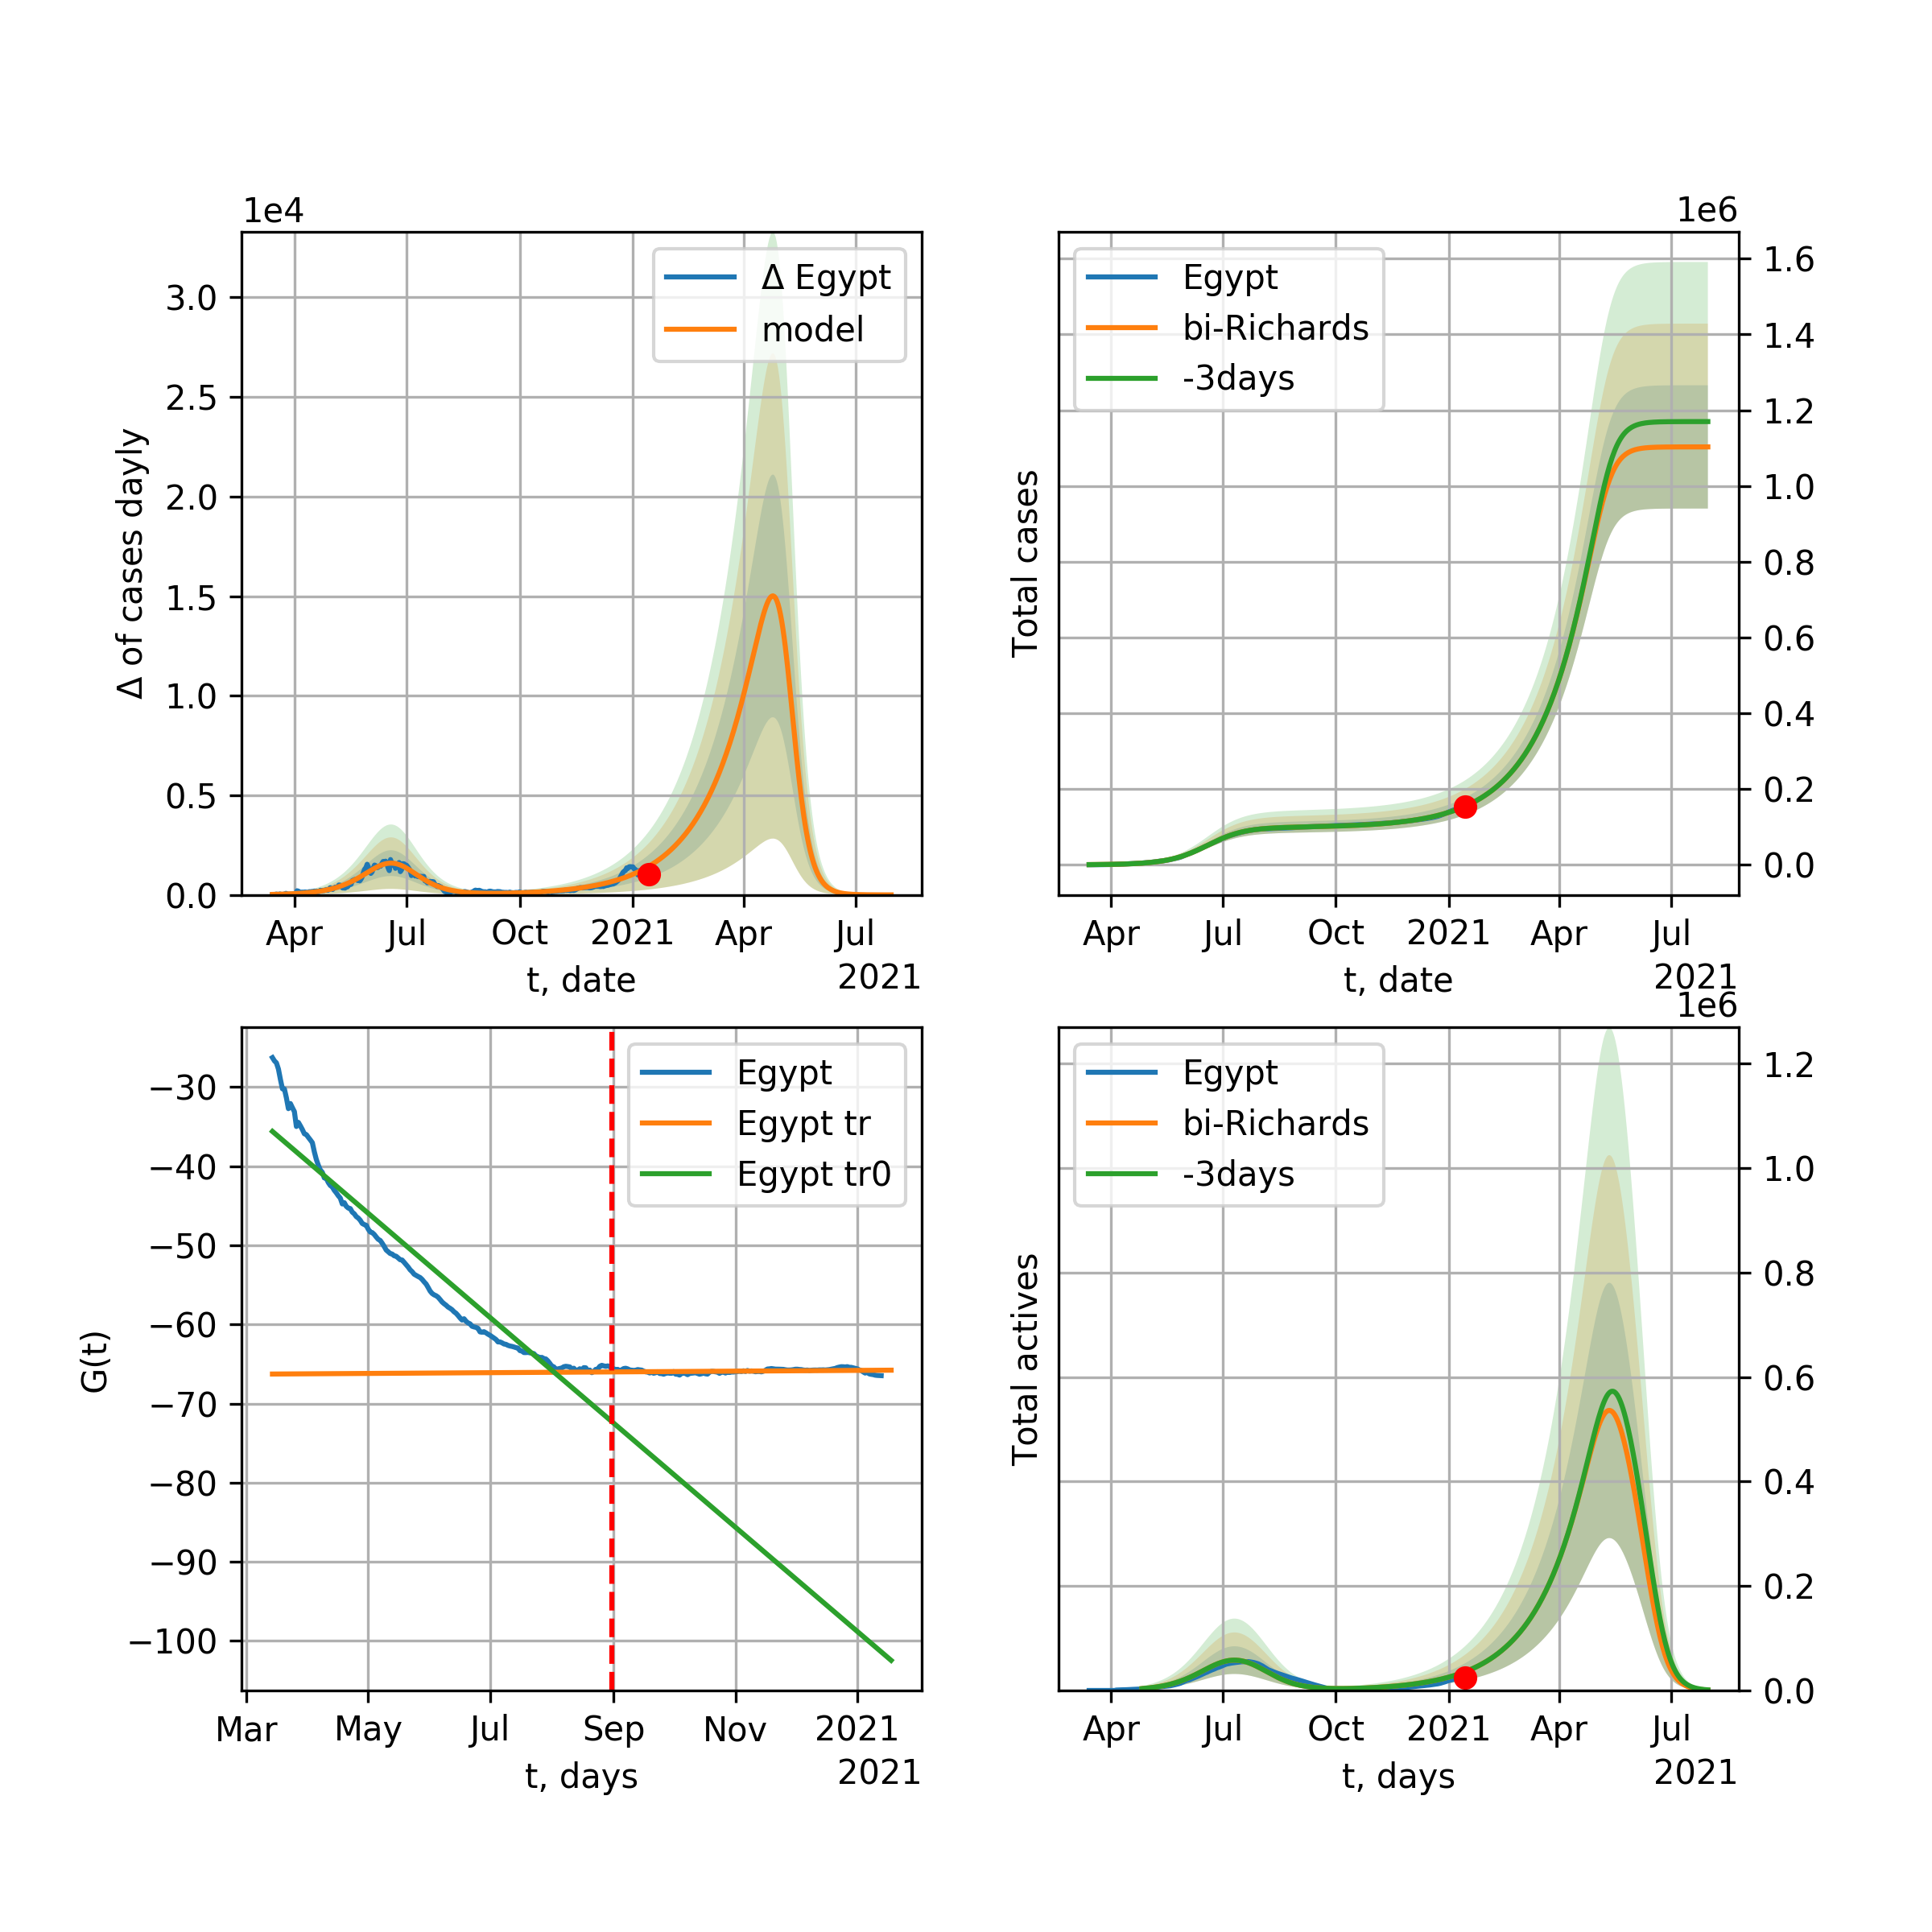 1e4
Δ Egypt
model
3.0
2.5
2.0
1.5
1.0
0.5
0.0
Δ of cases dayly
Apr Jul Oct 2021 Apr Jul
t, date
2021
1e6
Egypt
bi-Richards
-3days
1.6
1.4
1.2
1.0
0.8
0.6
0.4
0.2
0.0
Total cases
Apr Jul Oct 2021 Apr Jul
t, date
2021
Egypt
Egypt tr
Egypt tr0
−30
−40
−50
−60
−70
−80
−90
−100
G(t)
Mar May Jul Sep Nov 2021
t, days
2021
1e6
Egypt
bi-Richards
-3days
1.2
1.0
0.8
0.6
0.4
0.2
0.0
Total actives
Apr Jul Oct 2021 Apr Jul
t, days
2021